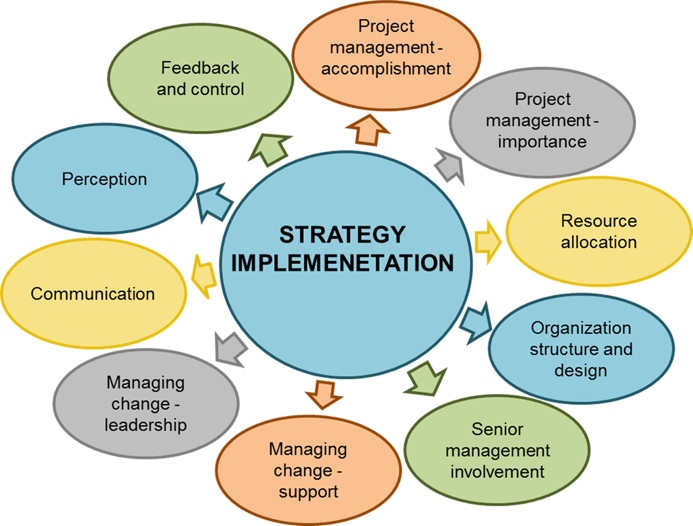 STRATEGY
IMPLEMENETATION
Project
management -
accomplishment
Project
management -
importance
Resource
allocation
Organization
structure and
design
Senior
management
involvement
Managing
change -
support
Managing
change -
leadership
Communication
Perception
Feedback
and control